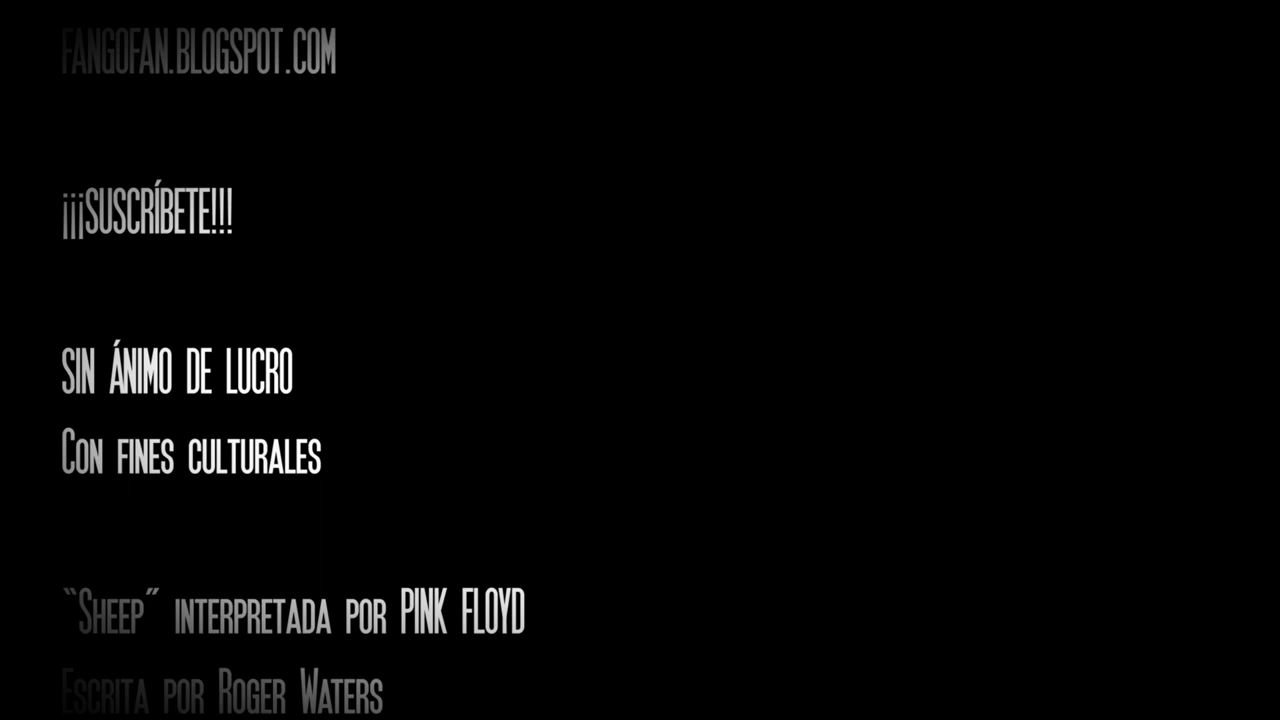 FANGOFAN.BLOGSPOT.COM
¡¡¡SUSCRÍBETE!!!
SIN ÁNIMO DE LUCRO
CON FINES CULTURALES
“SHEEP” INTERPRETADA POR PINK FLOYD
ESCRITA POR ROGER WATERS